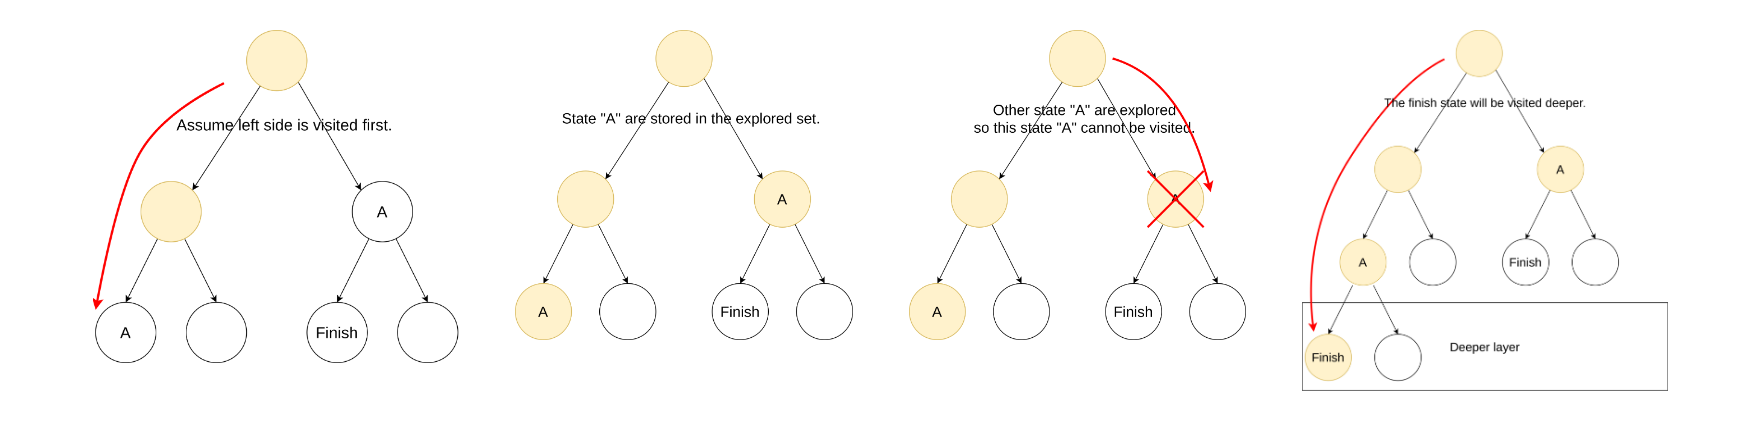 Assume left side is visited first.
A
A
Finish
State "A" are stored in the explored set.
A
A
Finish
Other state "A" are explored
so this state "A" cannot be visited.
A
A
Finish
The finish state will be visited deeper.
A
A
Finish
Finish
Deeper layer